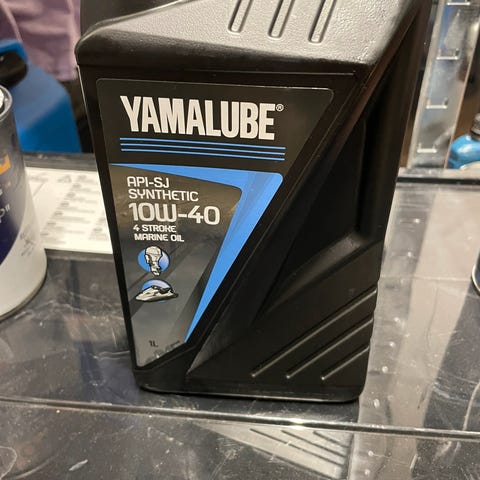 YAMALUBE®
API-SJ
SYNTHETIC
10W-40
4 STROKE
MARINE OIL
1L